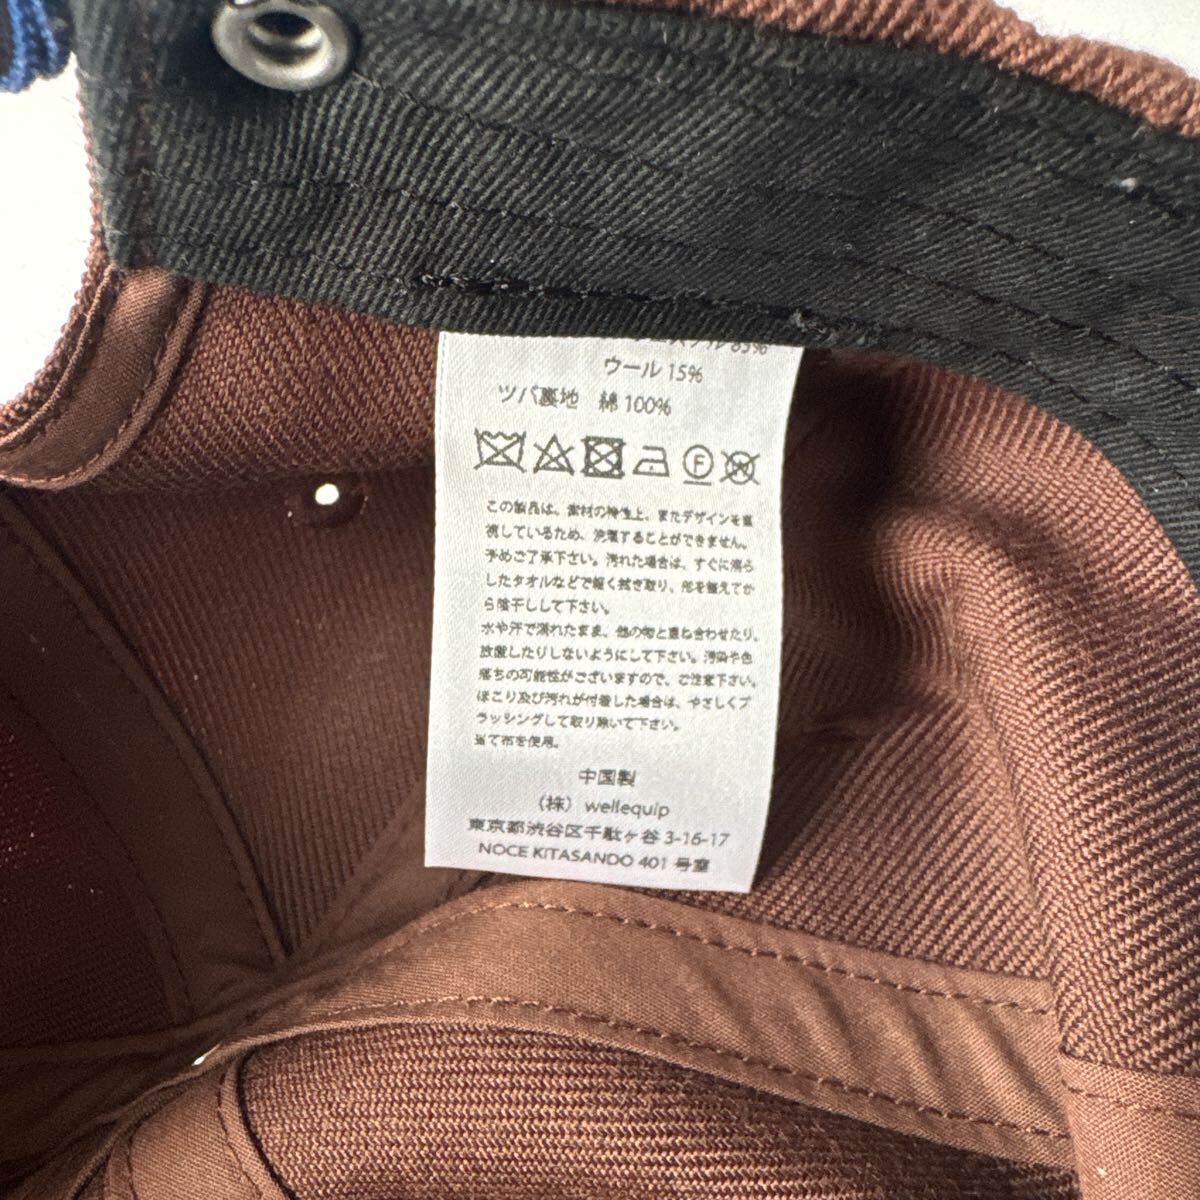 ウール 15%
ツバ裏地 綿 100%
F W
この製品は、素材の特性上、またデザインを重
視しているため、洗濯することができません。
予めご了承下さい。汚れた場合は、すぐに濡ら
したタオルなどで軽く拭き取り、形を整えてか
ら陰干しして下さい。
水や汗で濡れたまま、他の物と重ね合わせたり、
放置したりしないようにして下さい。汚染や色
落ちの可能性がございますので、ご注意下さい。
ほこり及び汚れが付着した場合は、やさしくブ
ラッシングして取り除いて下さい。
当て布を使用。
中国製
（株）wellequip
東京都渋谷区千駄ヶ谷 3-16-17
NOCE KITASANDO 401 号室